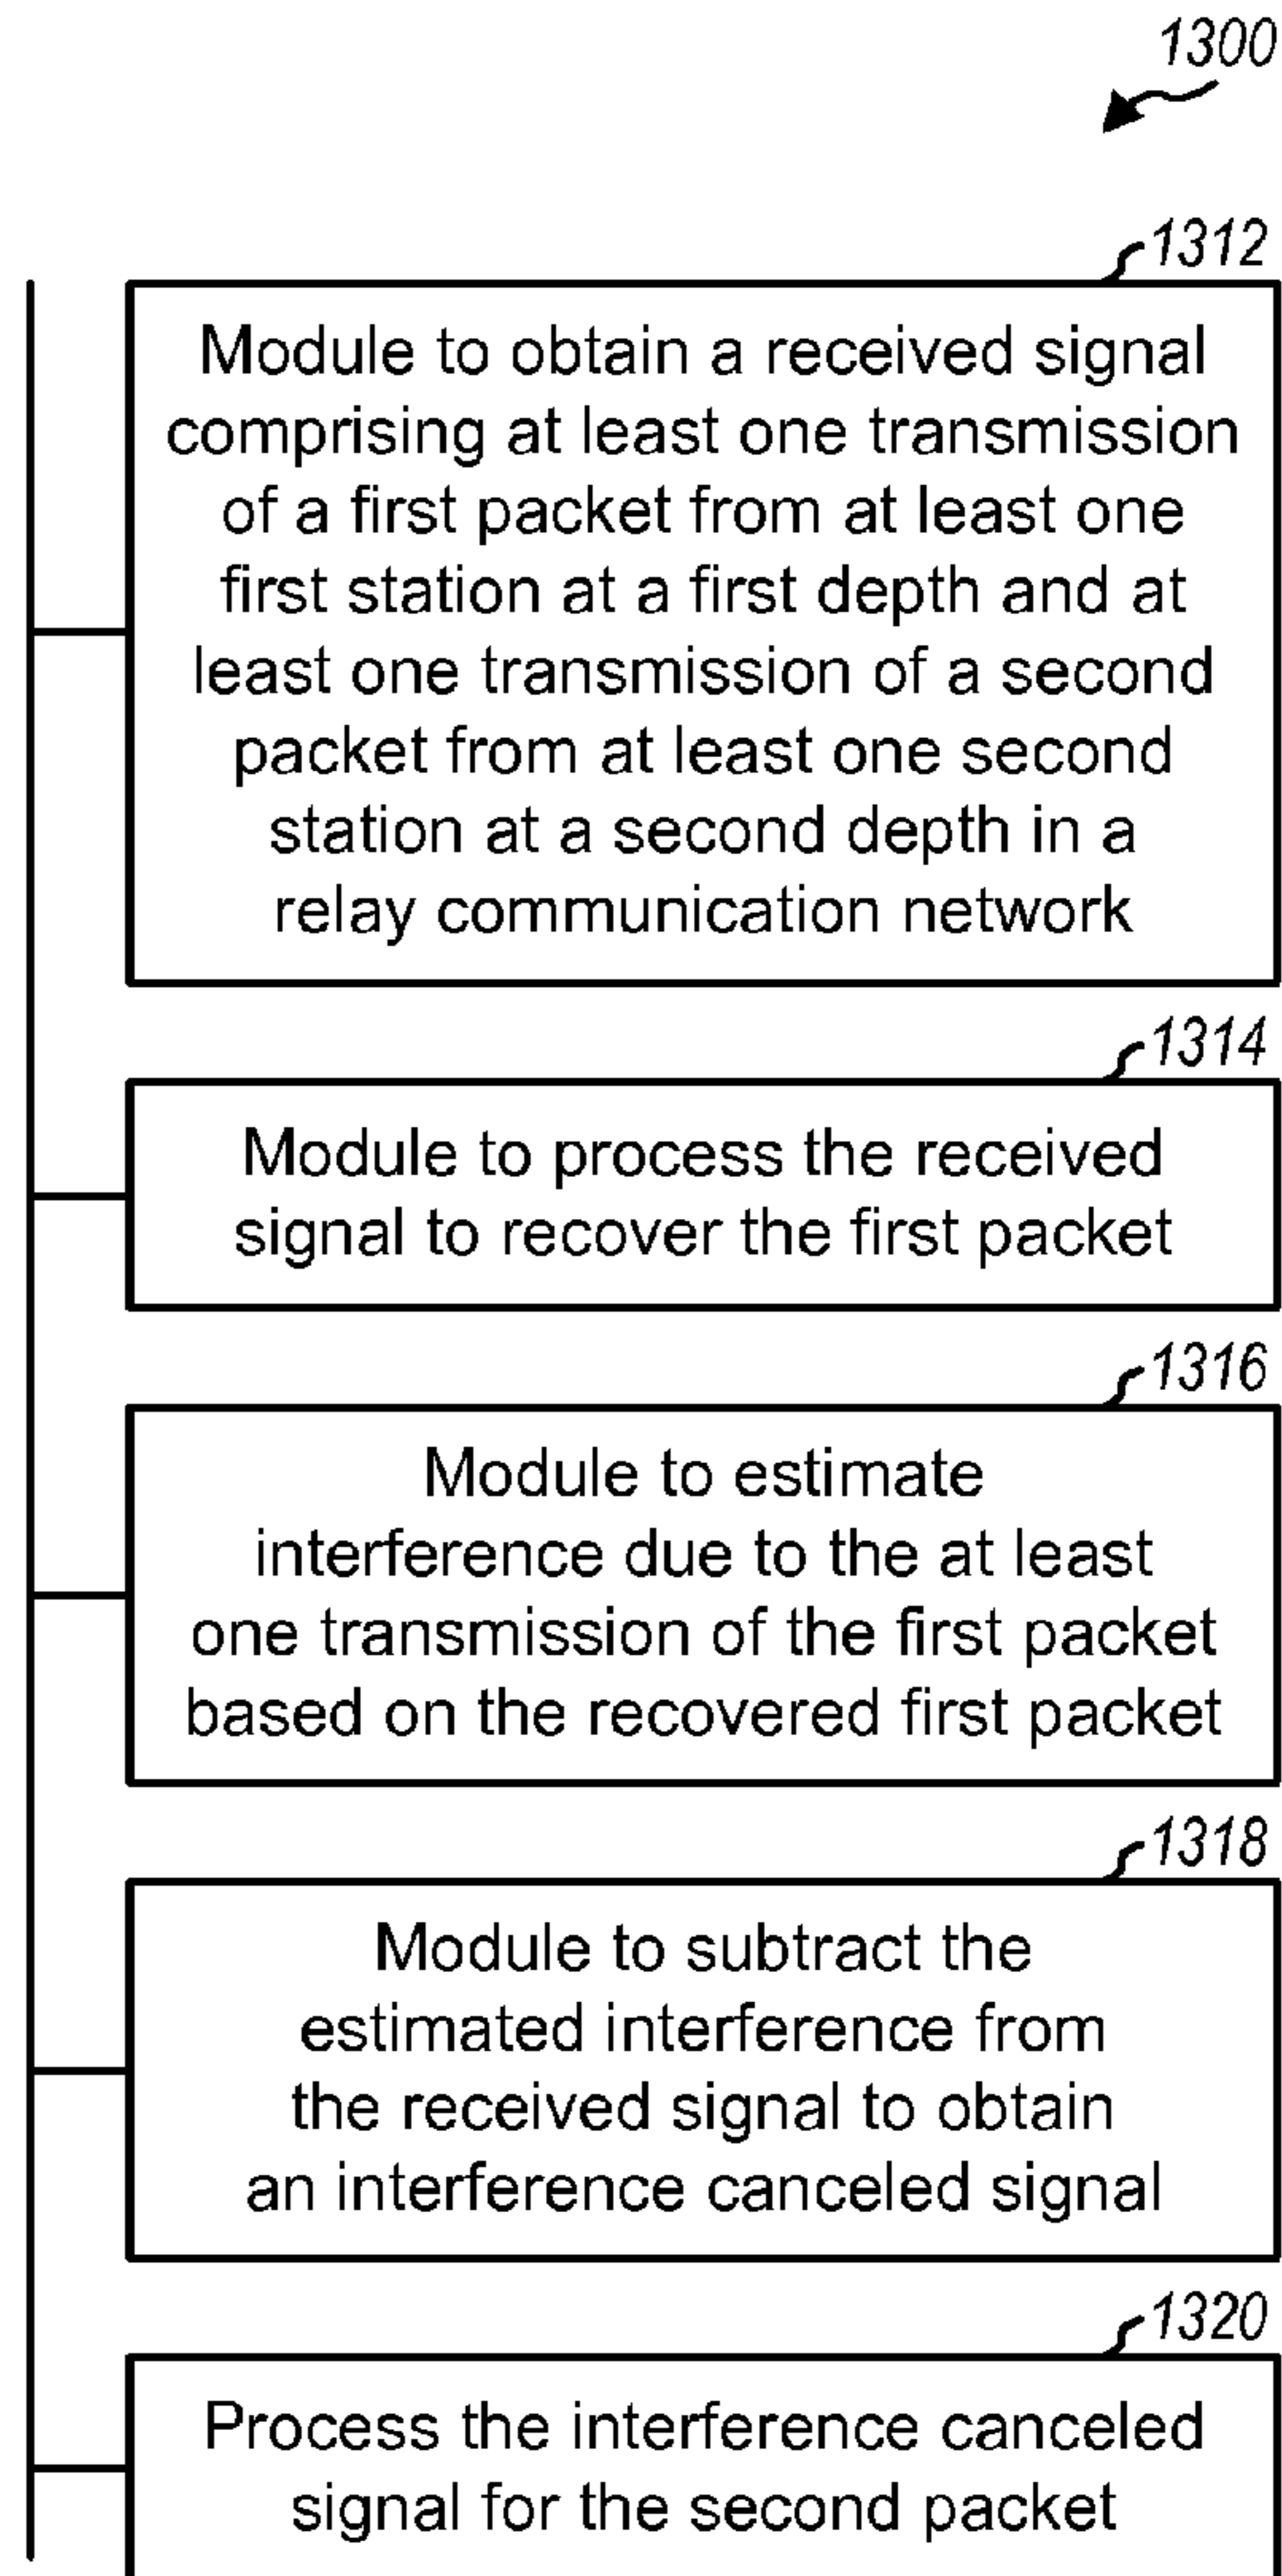 1300
1312
Module to obtain a received signal
comprising at least one transmission
of a first packet from at least one
first station at a first depth and at
least one transmission of a second
packet from at least one second
station at a second depth in a
relay communication network
1314
Module to process the received
signal to recover the first packet
1316
Module to estimate
interference due to the at least
one transmission of the first packet
based on the recovered first packet
1318
Module to subtract the
estimated interference from
the received signal to obtain
an interference canceled signal
1320
Process the interference canceled
signal for the second packet